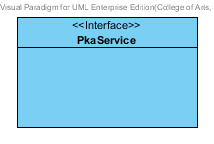 Visual Paradigm for UML Enterprise Edition(College of Arts,
<<Interface>>
PkaService